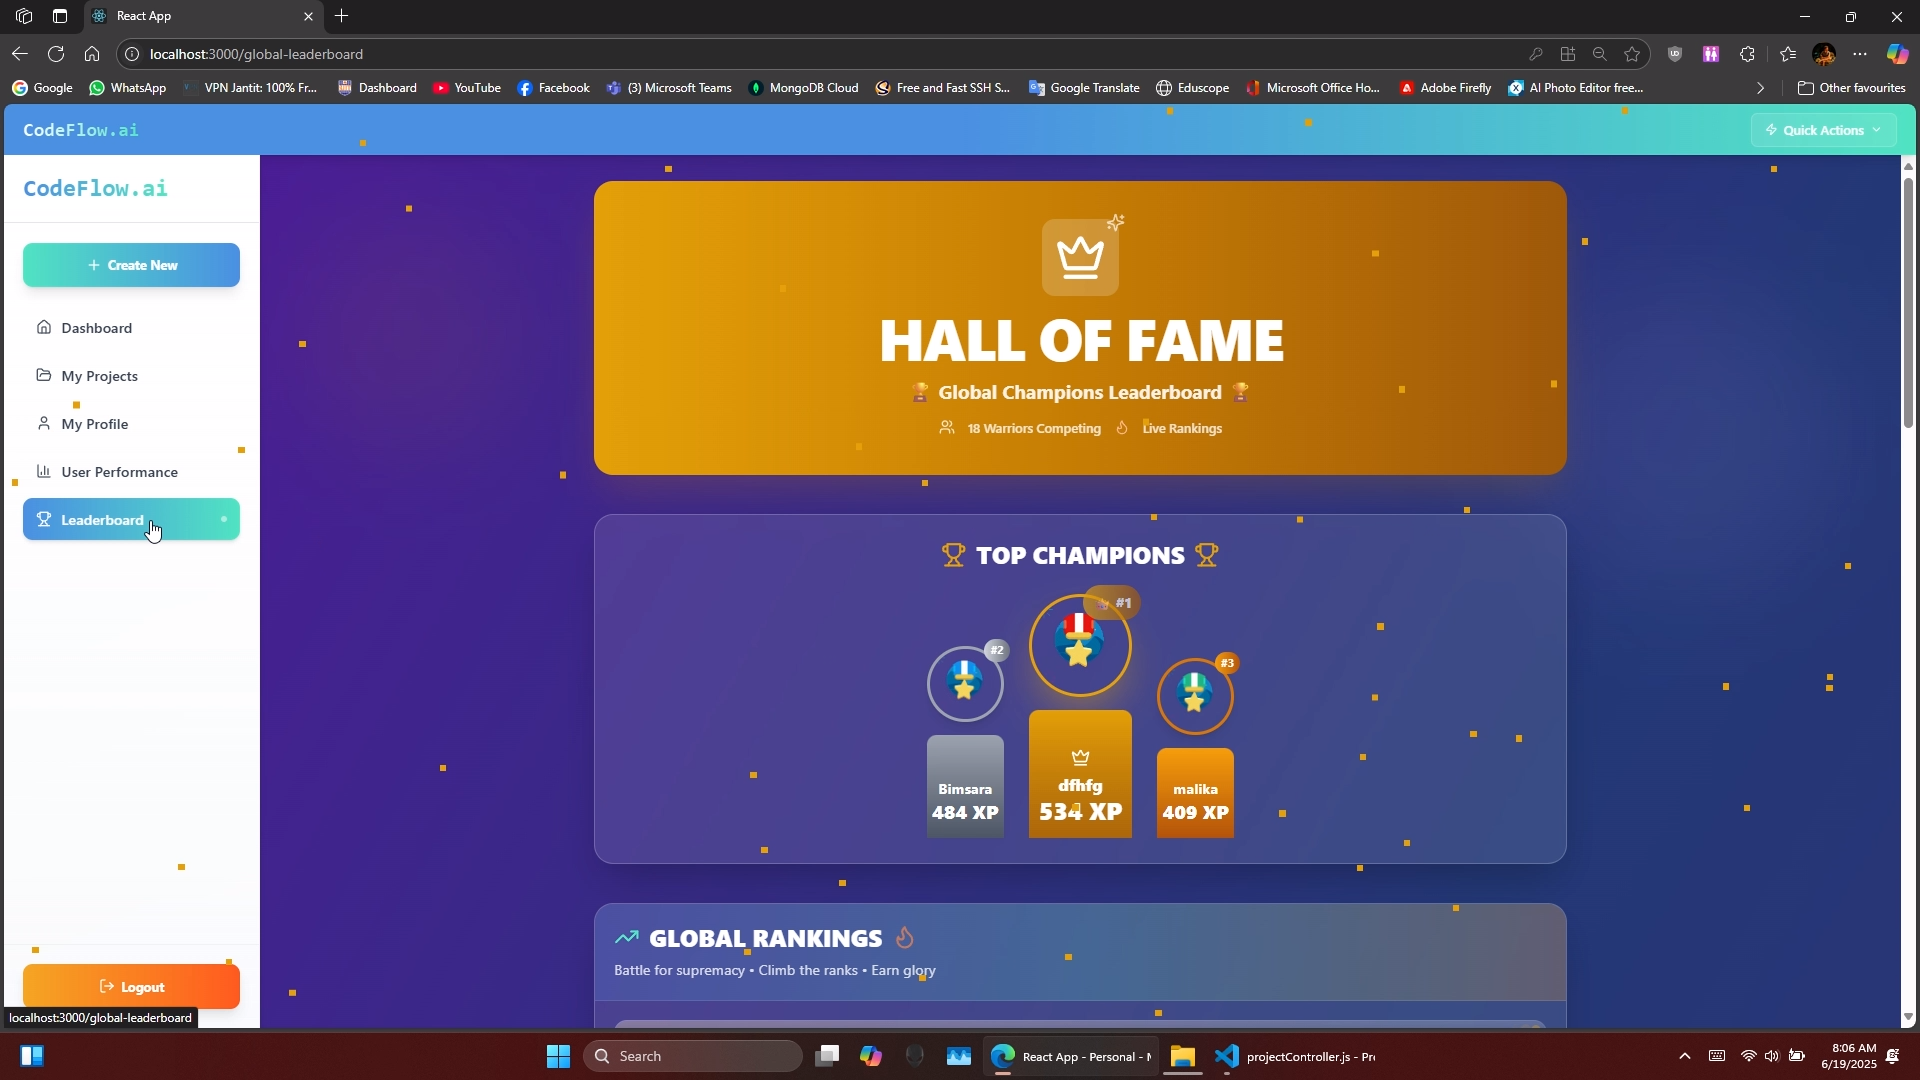 React App
localhost:3000/global-leaderboard
Google
WhatsApp
VPN Jantit: 100% Fr...
Dashboard
YouTube
Facebook
(3) Microsoft Teams
MongoDB Cloud
Free and Fast SSH S...
Google Translate
Eduscope
Microsoft Office Ho...
Adobe Firefly
AI Photo Editor free...
Other favourites
CodeFlow.ai
Quick Actions
CodeFlow.ai
+ Create New
Dashboard
My Projects
My Profile
User Performance
Leaderboard
Logout
localhost:3000/global-leaderboard
HALL OF FAME
🏆 Global Champions Leaderboard 🏆
18 Warriors Competing
Live Rankings
TOP CHAMPIONS
#1
#2
#3
Bimsara
484 XP
dfhfg
534 XP
malika
409 XP
GLOBAL RANKINGS
Battle for supremacy • Climb the ranks • Earn glory
Search
React App - Personal -
projectController.js - Pr
8:06 AM
6/19/2025